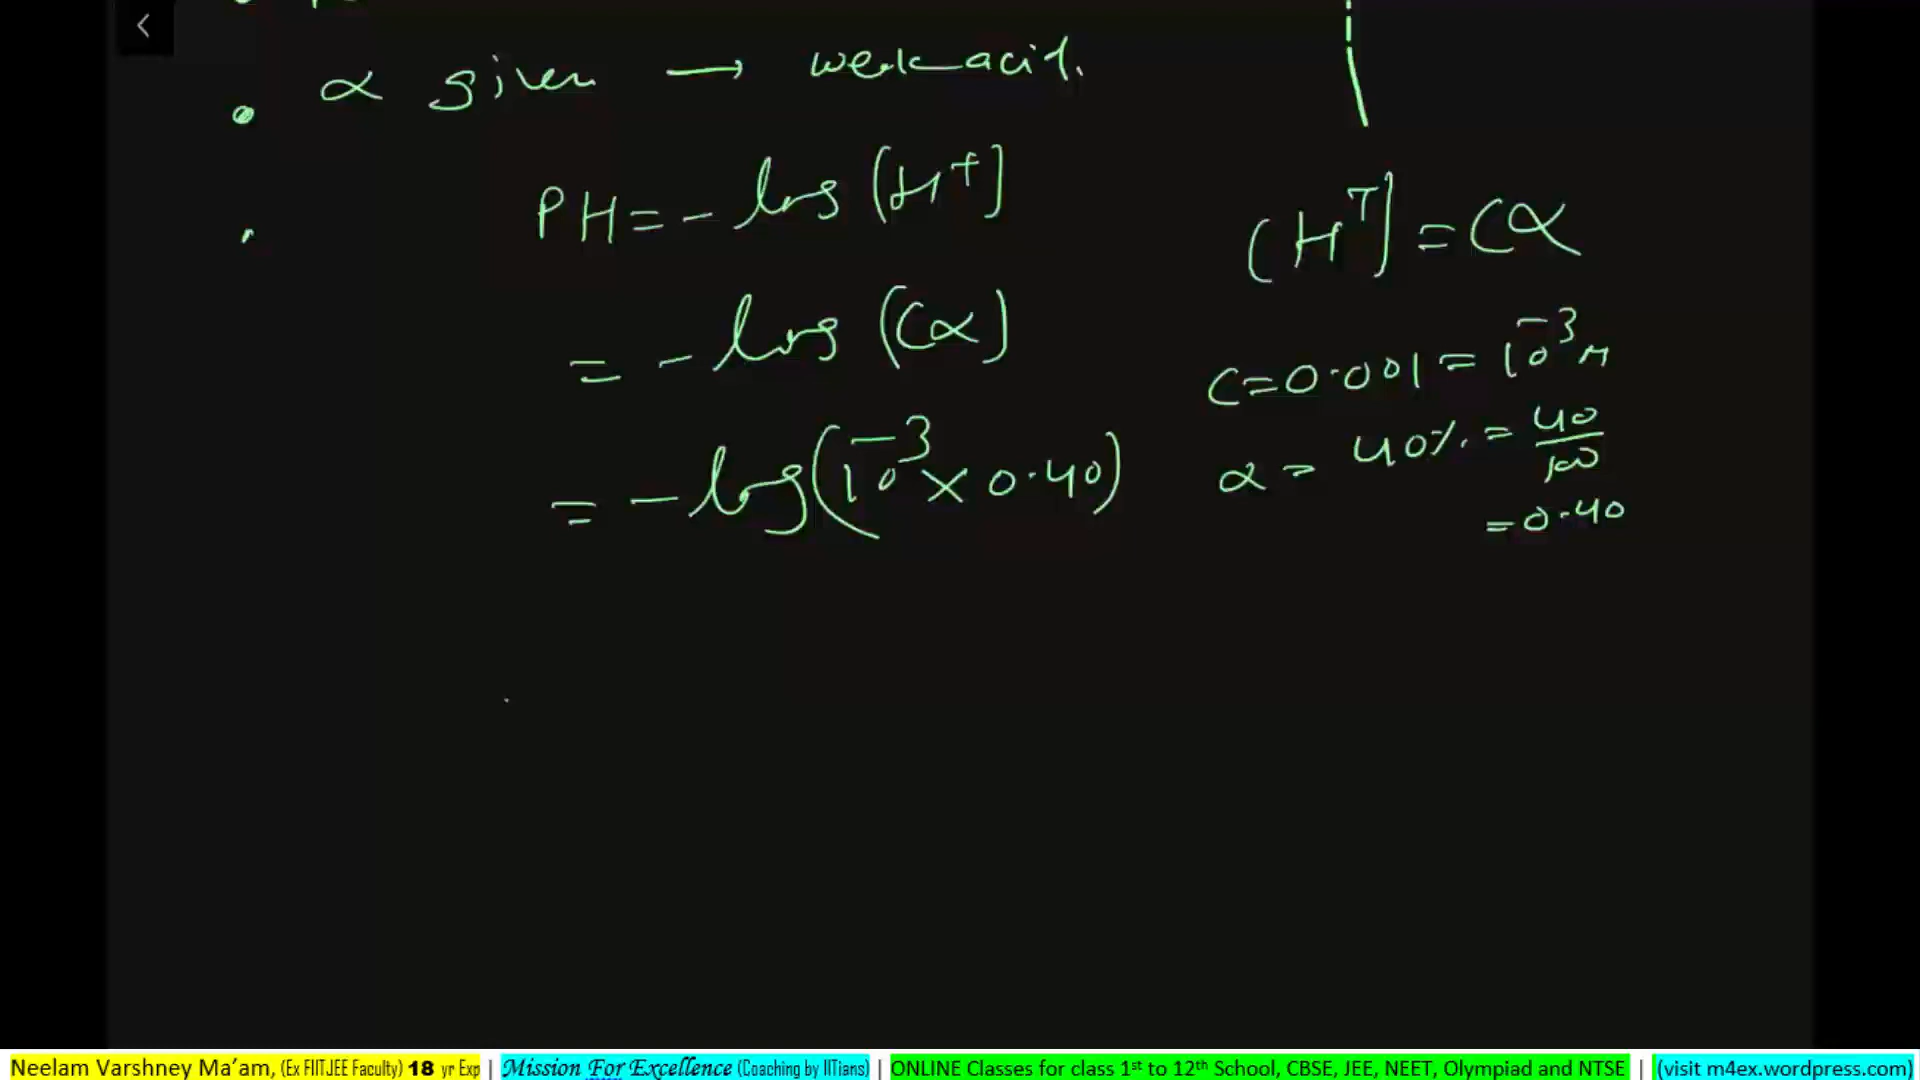 α given → weak acid.
PH = - log [H⁺]
= - log (Cα)
= - log (10⁻³ × 0.40)
[H⁺] = Cα
C = 0.001 = 10⁻³ M
α = 40% = 40/100
= 0.40
Neelam Varshney Ma'am, (Ex FIITJEE Faculty) 18 yr Exp | Mission For Excellence (Coaching by IITians) | ONLINE Classes for class 1st to 12th School, CBSE, JEE, NEET, Olympiad and NTSE | (visit m4ex.wordpress.com)